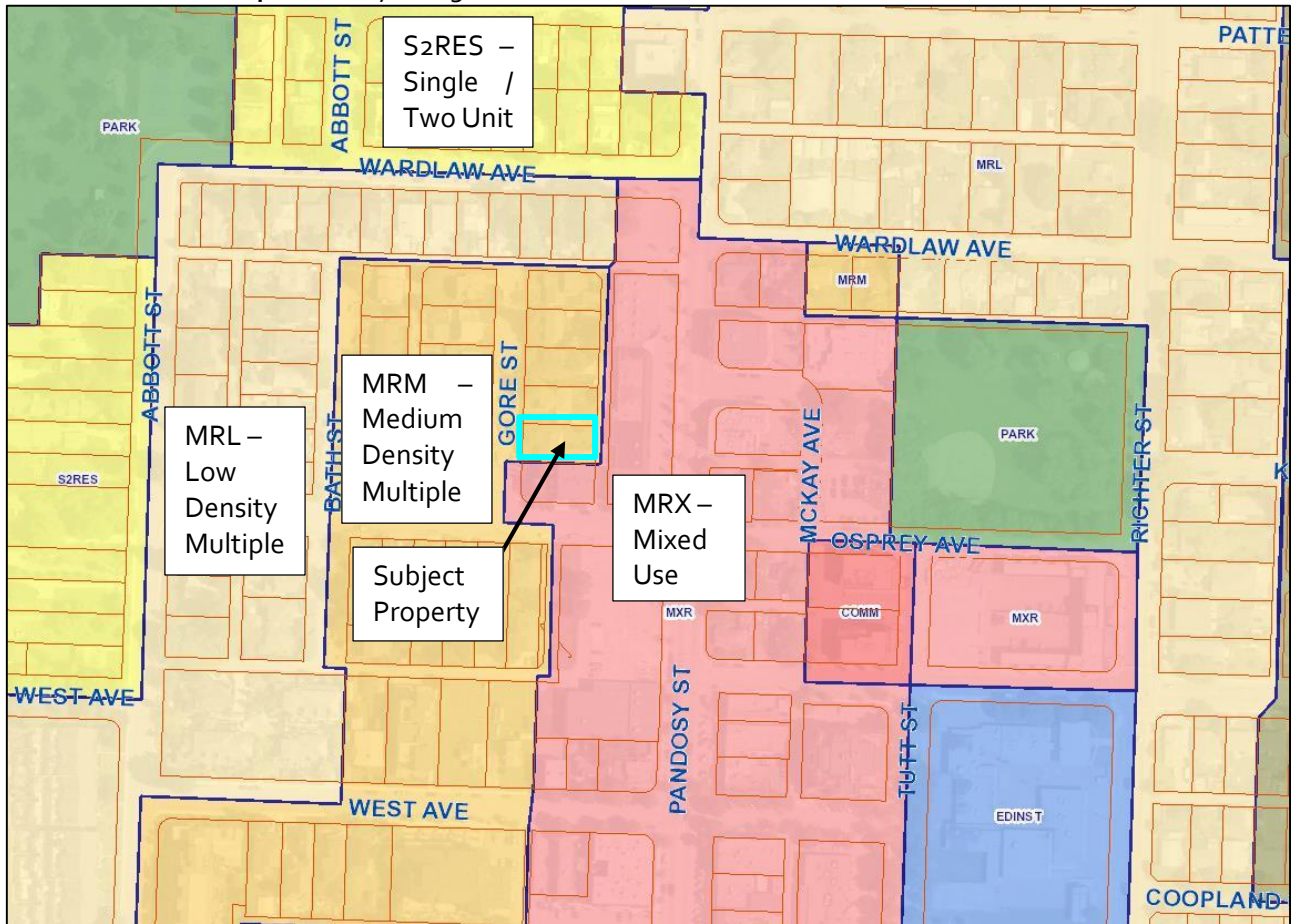 PATTE
ABBOTT ST
S2RES –
Single /
Two Unit
PARK
WARDLAW AVE
MRL
WARDLAW AVE
MRM
ABBOTT ST
GORE ST
MRM –
Medium
Density
Multiple
MRL –
Low
Density
Multiple
BATH ST
S2RES
MCKAY AVE
PARK
RICHTER ST
K
MRX –
Mixed
Use
OSPREY AVE
Subject
Property
MXR
COMM
MXR
WEST AVE
PANDOSY ST
TUTT ST
WEST AVE
EDINST
COOPLAND